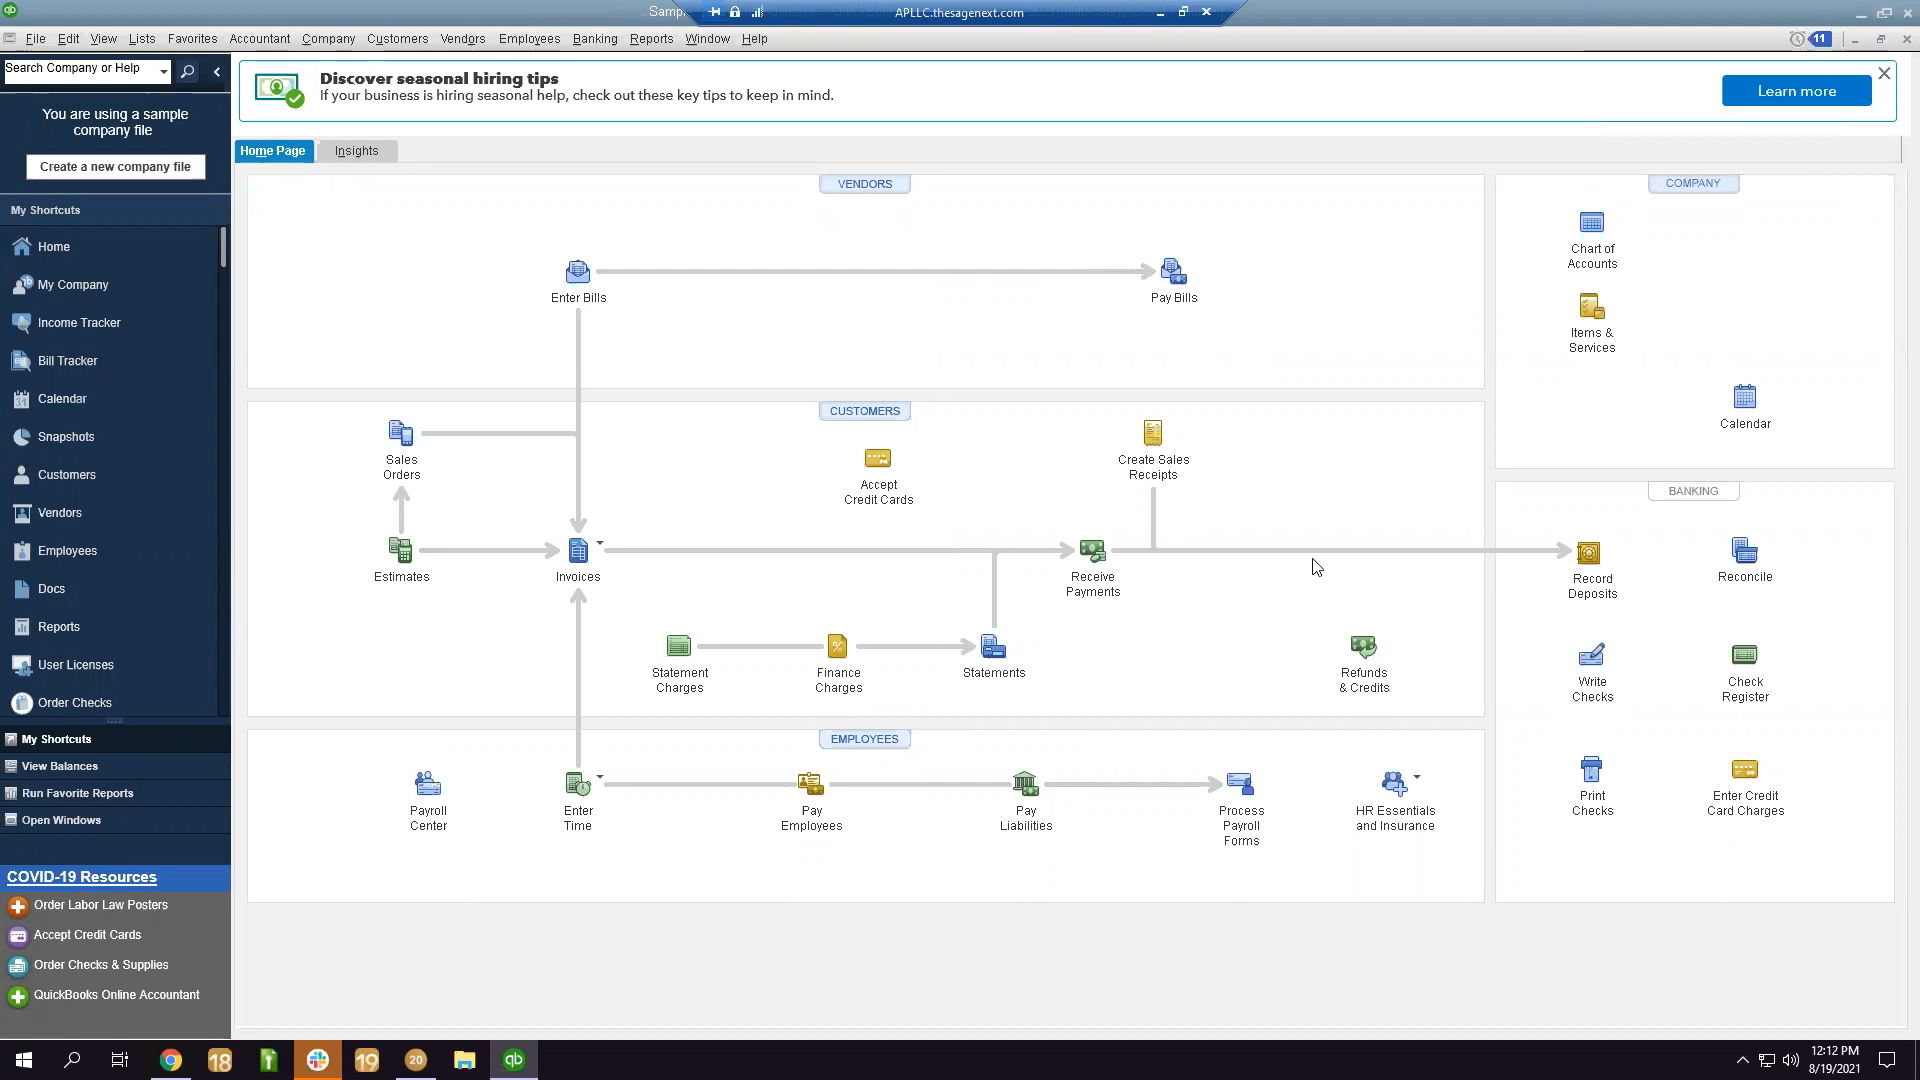 Sampl
APLLC.thesagenext.com
File Edit View Lists Favorites Accountant Company Customers Vendors Employees Banking Reports Window Help
11
Search Company or Help
Discover seasonal hiring tips
If your business is hiring seasonal help, check out these key tips to keep in mind.
Learn more
You are using a sample
company file
Create a new company file
Home Page
Insights
My Shortcuts
Home
My Company
Income Tracker
Bill Tracker
Calendar
Snapshots
Customers
Vendors
Employees
Docs
Reports
User Licenses
Order Checks
My Shortcuts
View Balances
Run Favorite Reports
Open Windows
COVID-19 Resources
Order Labor Law Posters
Accept Credit Cards
Order Checks & Supplies
QuickBooks Online Accountant
VENDORS
Enter Bills
Pay Bills
CUSTOMERS
Sales
Orders
Accept
Credit Cards
Create Sales
Receipts
Estimates
Invoices
Receive
Payments
Statement
Charges
Finance
Charges
Statements
Refunds
& Credits
EMPLOYEES
Payroll
Center
Enter
Time
Pay
Employees
Pay
Liabilities
Process
Payroll
Forms
HR Essentials
and Insurance
COMPANY
Chart of
Accounts
Items &
Services
Calendar
BANKING
Record
Deposits
Reconcile
Write
Checks
Check
Register
Print
Checks
Enter Credit
Card Charges
18
19
20
qb
12:12 PM
8/19/2021